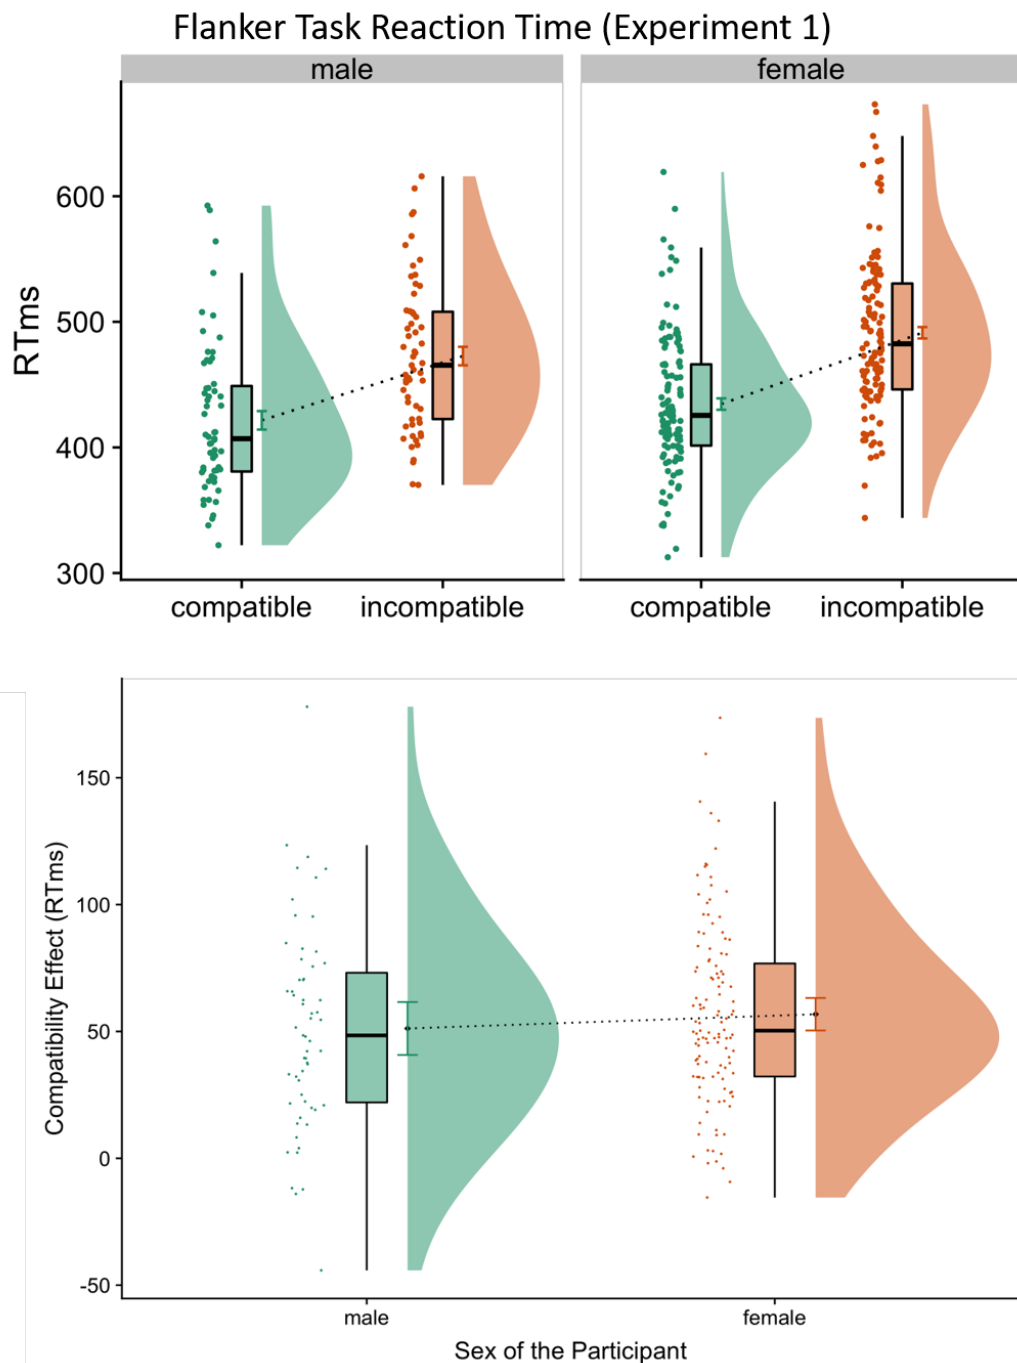 Flanker Task Reaction Time (Experiment 1)
male
female
RTms
600
500
400
300
compatible
incompatible
compatible
incompatible
Compatibility Effect (RTms)
150
100
50
0
-50
male
female
Sex of the Participant